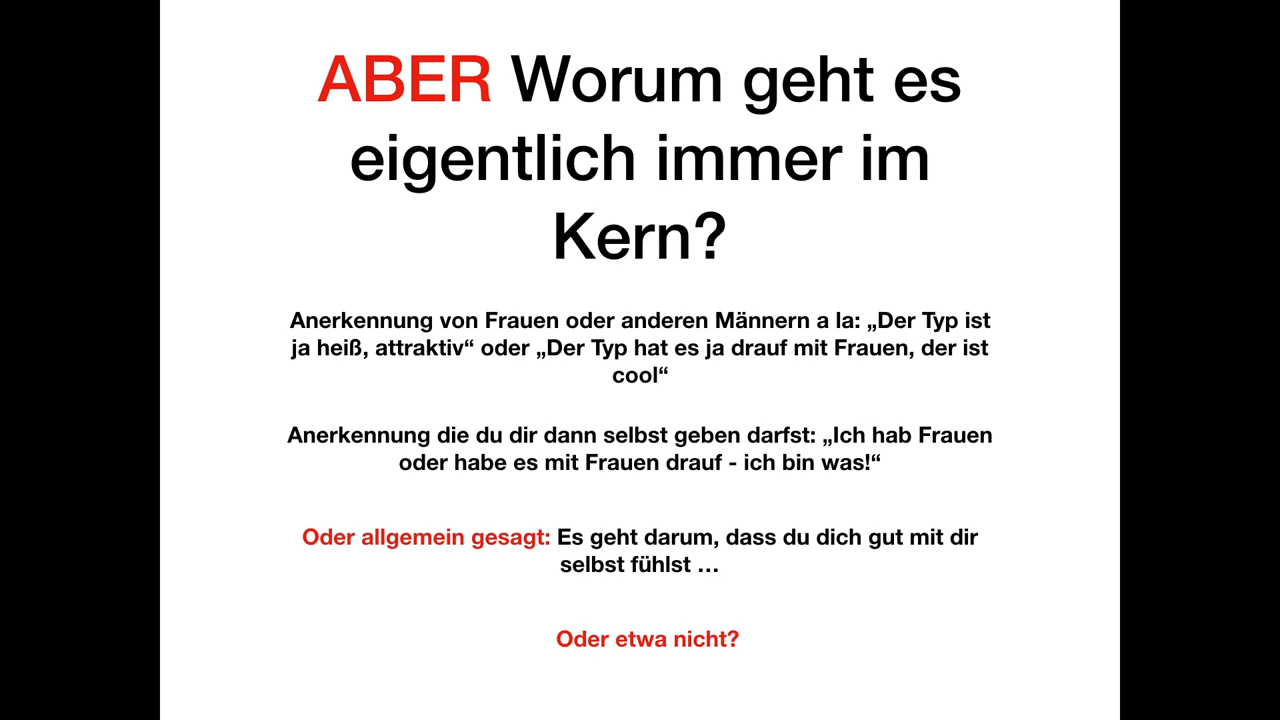 ABER Worum geht es
eigentlich immer im
Kern?
Anerkennung von Frauen oder anderen Männern a la: „Der Typ ist
ja heiß, attraktiv“ oder „Der Typ hat es ja drauf mit Frauen, der ist
cool“
Anerkennung die du dir dann selbst geben darfst: „Ich hab Frauen
oder habe es mit Frauen drauf - ich bin was!“
Oder allgemein gesagt: Es geht darum, dass du dich gut mit dir
selbst fühlst …
Oder etwa nicht?